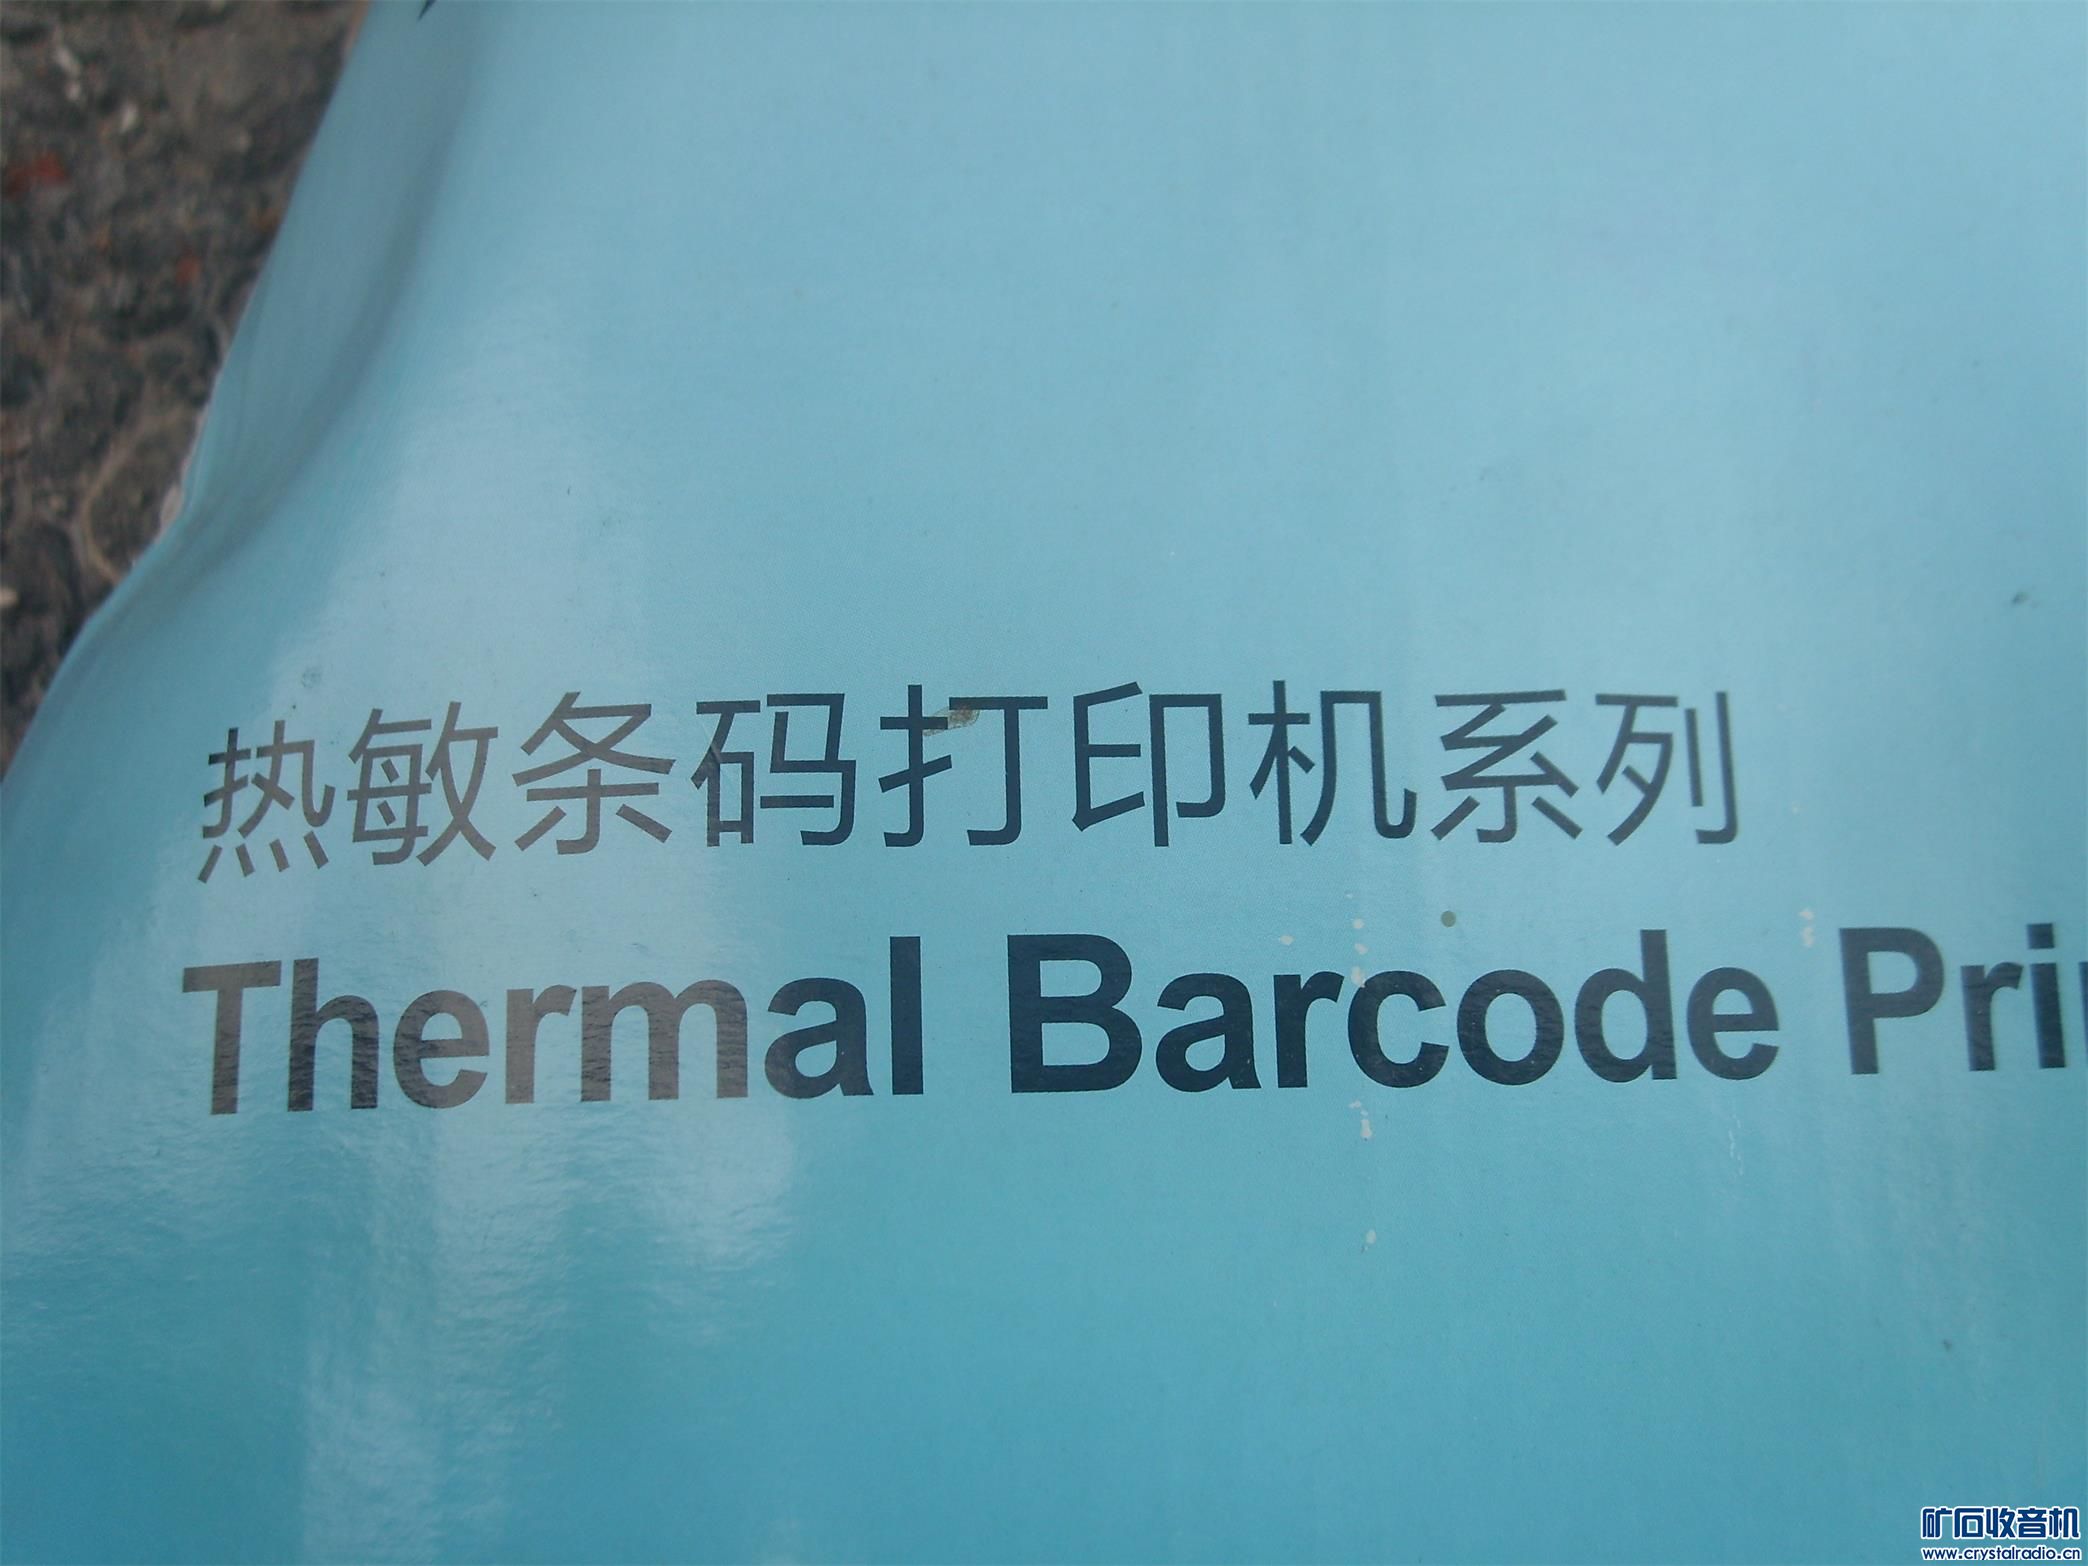 热敏条码打印机系列
Thermal Barcode Pri
矿石收音机
www.crystalradio.cn